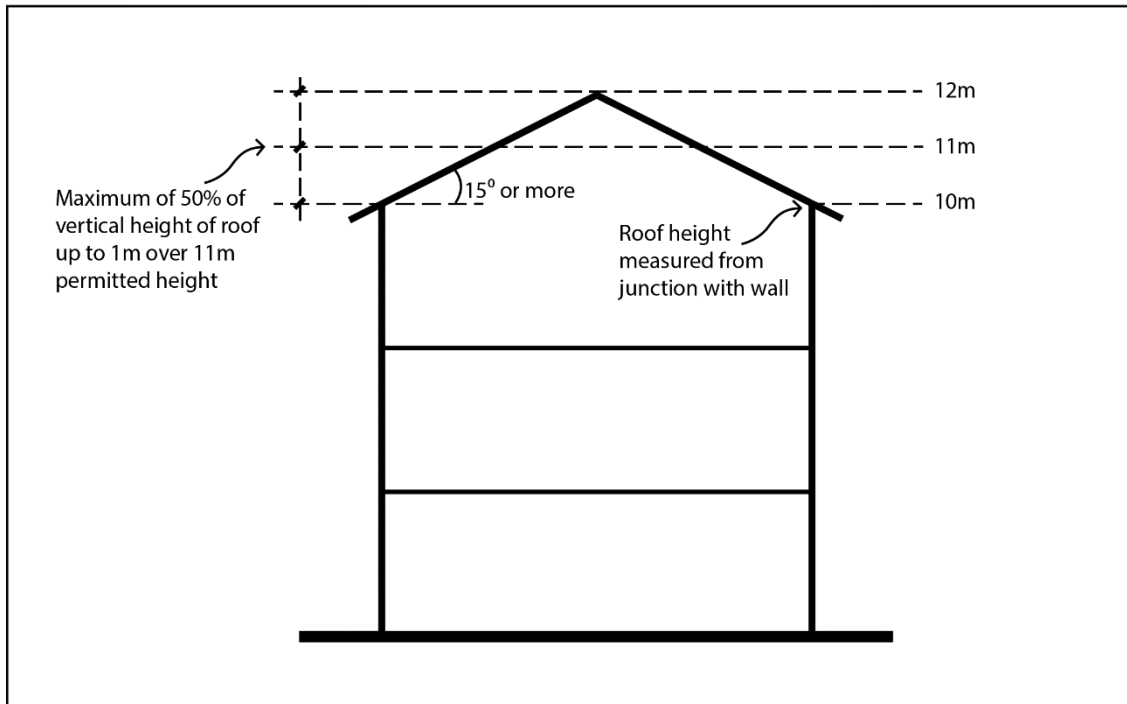 12m
11m
Maximum of 50% of
vertical height of roof
up to 1m over 11m
permitted height
15⁰ or more
10m
Roof height
measured from
junction with wall